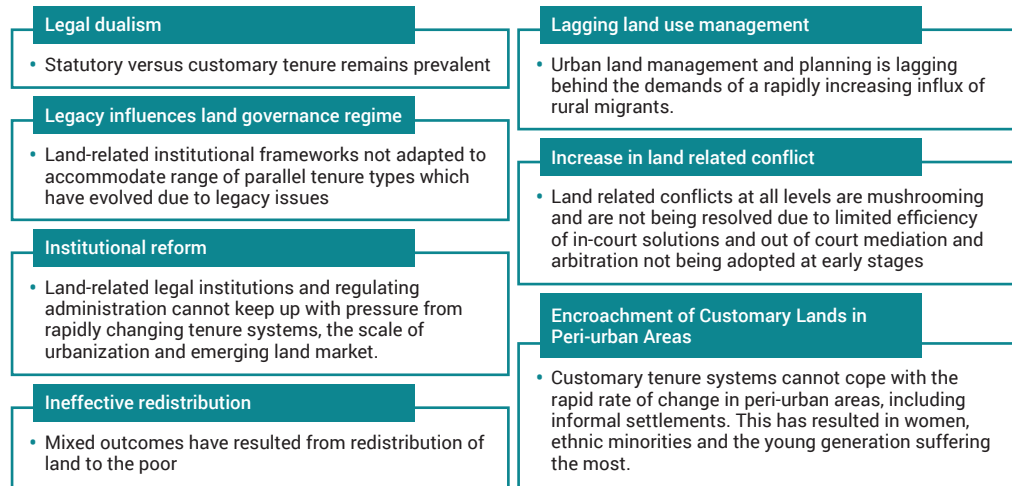 Legal dualism
• Statutory versus customary tenure remains prevalent
Legacy influences land governance regime
• Land-related institutional frameworks not adapted to
accommodate range of parallel tenure types which
have evolved due to legacy issues
Institutional reform
• Land-related legal institutions and regulating
administration cannot keep up with pressure from
rapidly changing tenure systems, the scale of
urbanization and emerging land market.
Ineffective redistribution
• Mixed outcomes have resulted from redistribution of
land to the poor
Lagging land use management
• Urban land management and planning is lagging
behind the demands of a rapidly increasing influx of
rural migrants.
Increase in land related conflict
• Land related conflicts at all levels are mushrooming
and are not being resolved due to limited efficiency
of in-court solutions and out of court mediation and
arbitration not being adopted at early stages
Encroachment of Customary Lands in
Peri-urban Areas
• Customary tenure systems cannot cope with the
rapid rate of change in peri-urban areas, including
informal settlements. This has resulted in women,
ethnic minorities and the young generation suffering
the most.